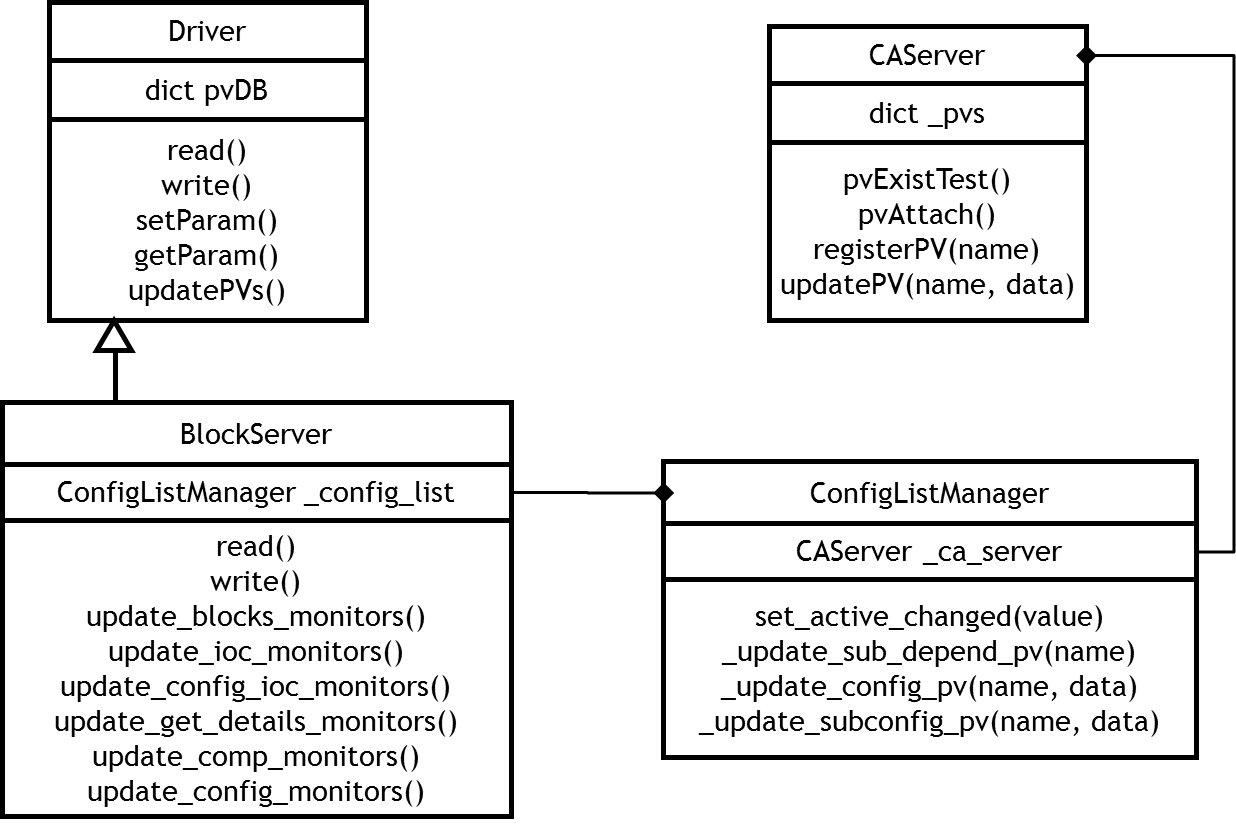 Driver
dict pvDB
read()
write()
setParam()
getParam()
updatePVs()
CAServer
dict _pvs
pvExistTest()
pvAttach()
registerPV(name)
updatePV(name, data)
BlockServer
ConfigListManager _config_list
read()
write()
update_blocks_monitors()
update_ioc_monitors()
update_config_ioc_monitors()
update_get_details_monitors()
update_comp_monitors()
update_config_monitors()
ConfigListManager
CAServer _ca_server
set_active_changed(value)
_update_sub_depend_pv(name)
_update_config_pv(name, data)
_update_subconfig_pv(name, data)